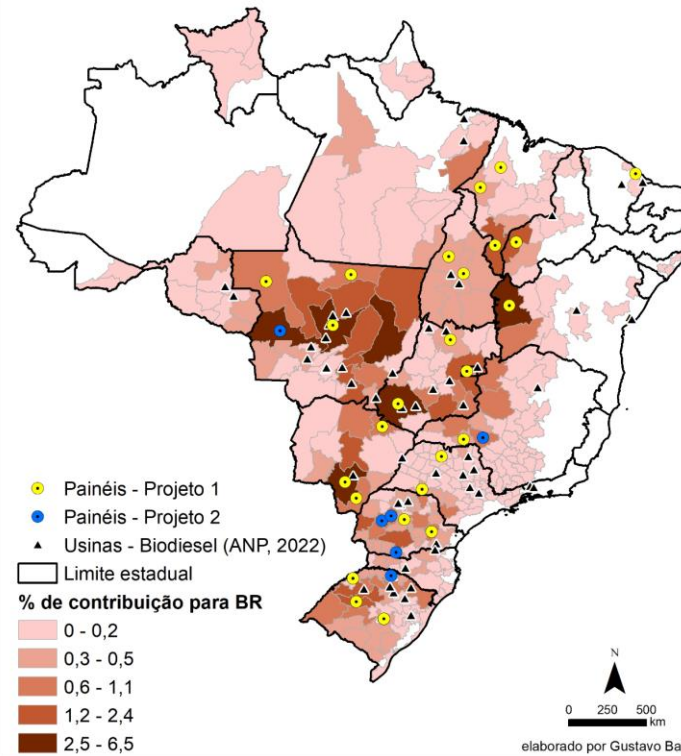 Painéis - Projeto 1
Painéis - Projeto 2
Usinas - Biodiesel (ANP, 2022)
Limite estadual
% de contribuição para BR
0 - 0,2
0,3 - 0,5
0,6 - 1,1
1,2 - 2,4
2,5 - 6,5
N
0 250 500
km
elaborado por Gustavo Ba